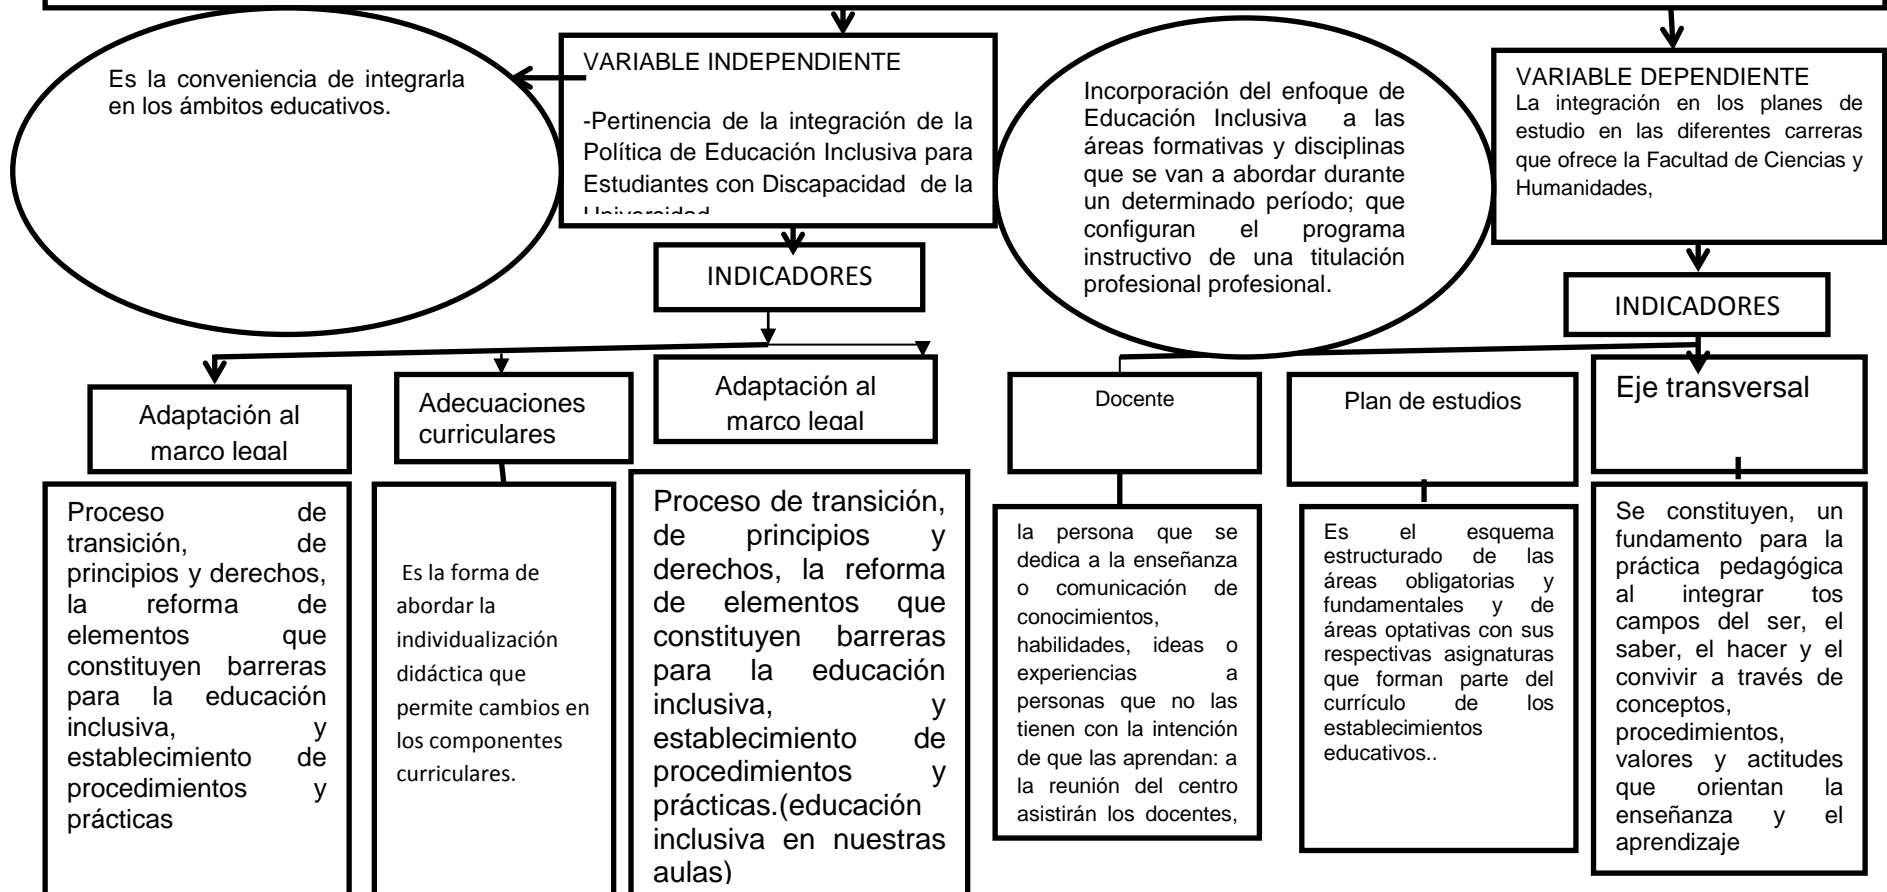 Es la conveniencia de integrarla
en los ámbitos educativos.
VARIABLE INDEPENDIENTE
-Pertinencia de la integración de la
Política de Educación Inclusiva para
Estudiantes con Discapacidad de la
Universidad
Incorporación del enfoque de
Educación Inclusiva a las
áreas formativas y disciplinas
que se van a abordar durante
un determinado período; que
configuran el programa
instructivo de una titulación
profesional profesional.
VARIABLE DEPENDIENTE
La integración en los planes de
estudio en las diferentes carreras
que ofrece la Facultad de Ciencias y
Humanidades,
INDICADORES
INDICADORES
Adaptación al
marco legal
Adecuaciones
curriculares
Adaptación al
marco legal
Docente
Plan de estudios
Eje transversal
Proceso de
transición, de
principios y derechos,
la reforma de
elementos que
constituyen barreras
para la educación
inclusiva, y
establecimiento de
procedimientos y
prácticas
Es la forma de
abordar la
individualización
didáctica que
permite cambios en
los componentes
curriculares.
Proceso de transición,
de principios y
derechos, la reforma
de elementos que
constituyen barreras
para la educación
inclusiva, y
establecimiento de
procedimientos y
prácticas.(educación
inclusiva en nuestras
aulas)
la persona que se
dedica a la enseñanza
o comunicación de
conocimientos,
habilidades, ideas o
experiencias a
personas que no las
tienen con la intención
de que las aprendan: a
la reunión del centro
asistirán los docentes,
Es el esquema
estructurado de las
áreas obligatorias y
fundamentales y de
áreas optativas con sus
respectivas asignaturas
que forman parte del
currículo de los
establecimientos
educativos..
Se constituyen, un
fundamento para la
práctica pedagógica
al integrar tos
campos del ser, el
saber, el hacer y el
convivir a través de
conceptos,
procedimientos,
valores y actitudes
que orientan la
enseñanza y el
aprendizaje